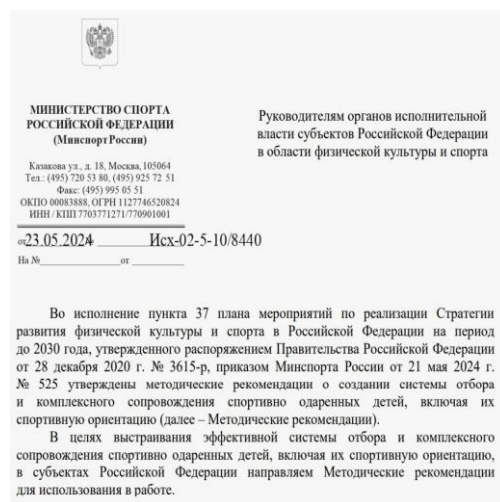 МИНИСТЕРСТВО СПОРТА
РОССИЙСКОЙ ФЕДЕРАЦИИ
(Минспорт России)
Казакова ул., д. 18, Москва, 105064
Тел.: (495) 720 53 80, (495) 925 72 51
Факс: (495) 995 05 51
ОКПО 00083888, ОГРН 1127746520824
ИНН / КПП 7703771271/770901001
от 23.05.2024 № Исх-02-5-10/8440
На № от
Руководителям органов исполнительной
власти субъектов Российской Федерации
в области физической культуры и спорта
Во исполнение пункта 37 плана мероприятий по реализации Стратегии
развития физической культуры и спорта в Российской Федерации на период
до 2030 года, утвержденного распоряжением Правительства Российской Федерации
от 28 декабря 2020 г. № 3615-р, приказом Минспорта России от 21 мая 2024 г.
№ 525 утверждены методические рекомендации о создании системы отбора
и комплексного сопровождения спортивно одаренных детей, включая их
спортивную ориентацию (далее – Методические рекомендации).
В целях выстраивания эффективной системы отбора и комплексного
сопровождения спортивно одаренных детей, включая их спортивную ориентацию,
в субъектах Российской Федерации направляем Методические рекомендации
для использования в работе.